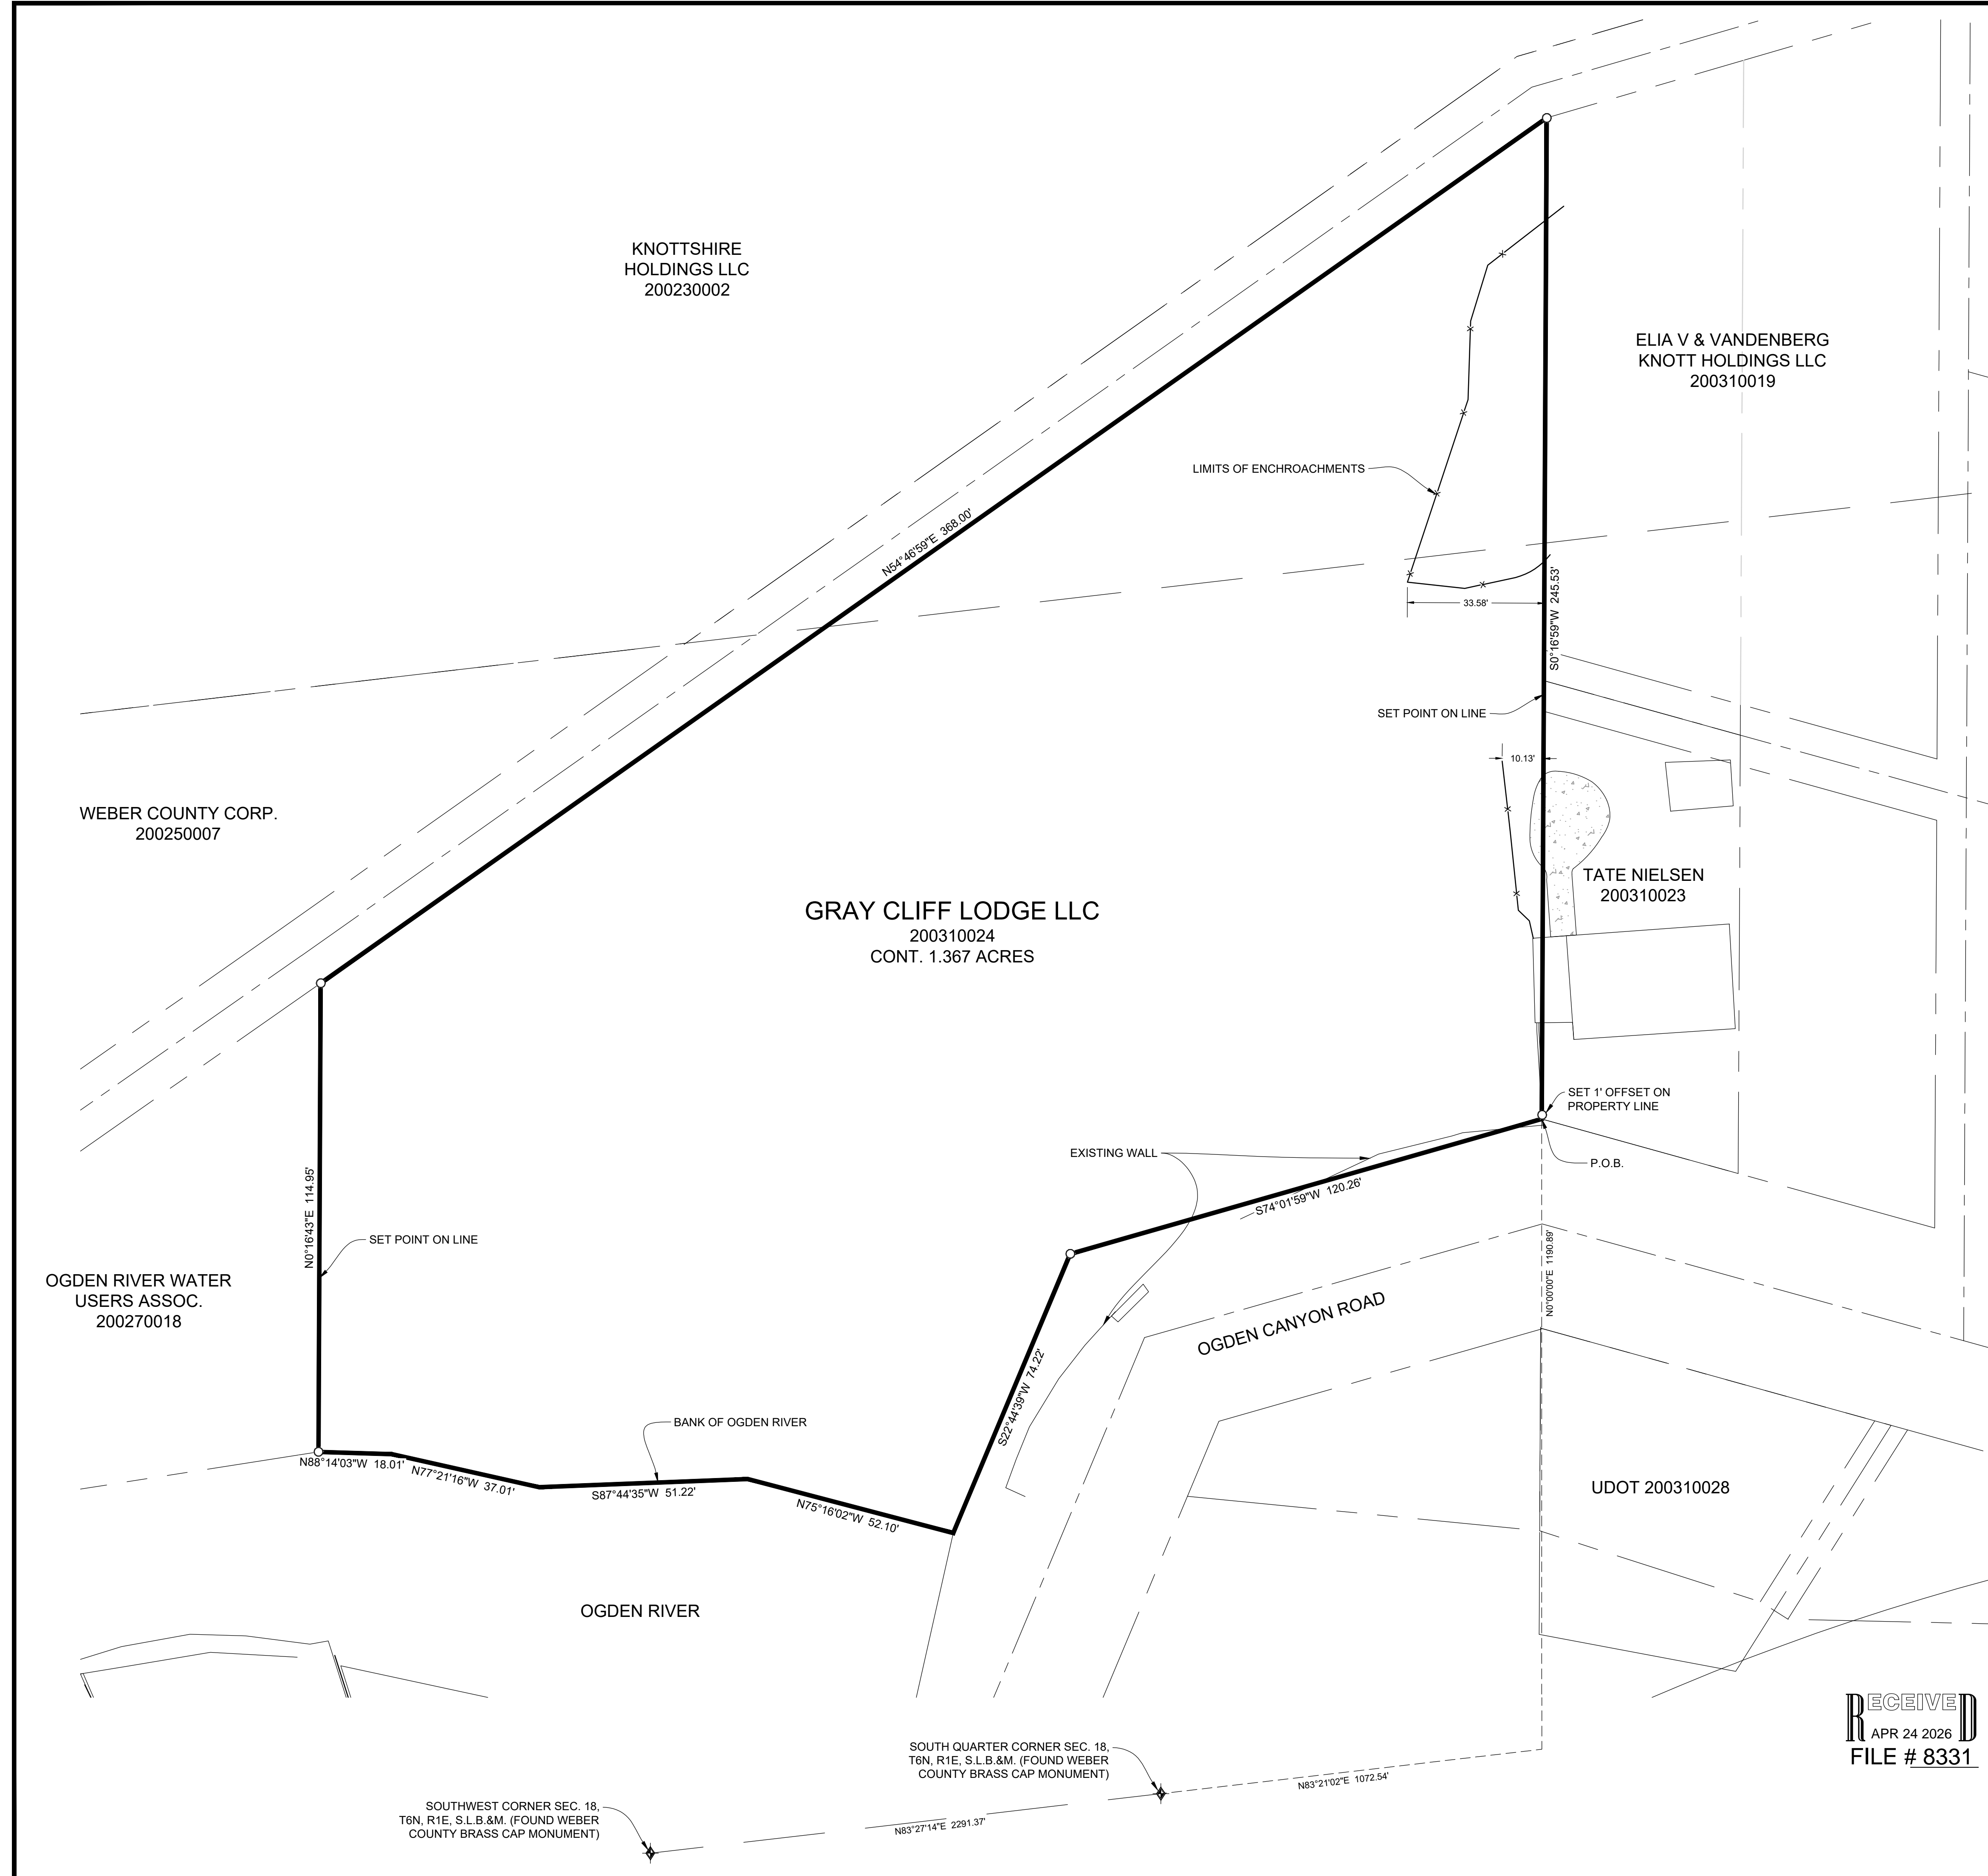 KNOTTSHIRE
HOLDINGS LLC
200230002
ELIA V & VANDENBERG
KNOTT HOLDINGS LLC
200310019
LIMITS OF ENCHROACHMENTS
N54°46'59"E 368.00'
33.58'
S0°16'59"W 245.53'
SET POINT ON LINE
10.13'
WEBER COUNTY CORP.
200250007
TATE NIELSEN
200310023
GRAY CLIFF LODGE LLC
200310024
CONT. 1.367 ACRES
SET 1' OFFSET ON
PROPERTY LINE
EXISTING WALL
P.O.B.
N0°16'43"E 114.95'
S74°01'59"W 120.26'
SET POINT ON LINE
N0°00'00"E 1190.89'
OGDEN RIVER WATER
USERS ASSOC.
200270018
OGDEN CANYON ROAD
S22°44'39"W 74.22'
BANK OF OGDEN RIVER
N88°14'03"W 18.01'
N77°21'16"W 37.01'
S87°44'35"W 51.22'
N75°16'02"W 52.10'
UDOT 200310028
OGDEN RIVER
RECEIVED
APR 24 2026
FILE # 8331
SOUTH QUARTER CORNER SEC. 18,
T6N, R1E, S.L.B.&M. (FOUND WEBER
COUNTY BRASS CAP MONUMENT)
N83°21'02"E 1072.54'
SOUTHWEST CORNER SEC. 18,
T6N, R1E, S.L.B.&M. (FOUND WEBER
COUNTY BRASS CAP MONUMENT)
N83°27'14"E 2291.37'